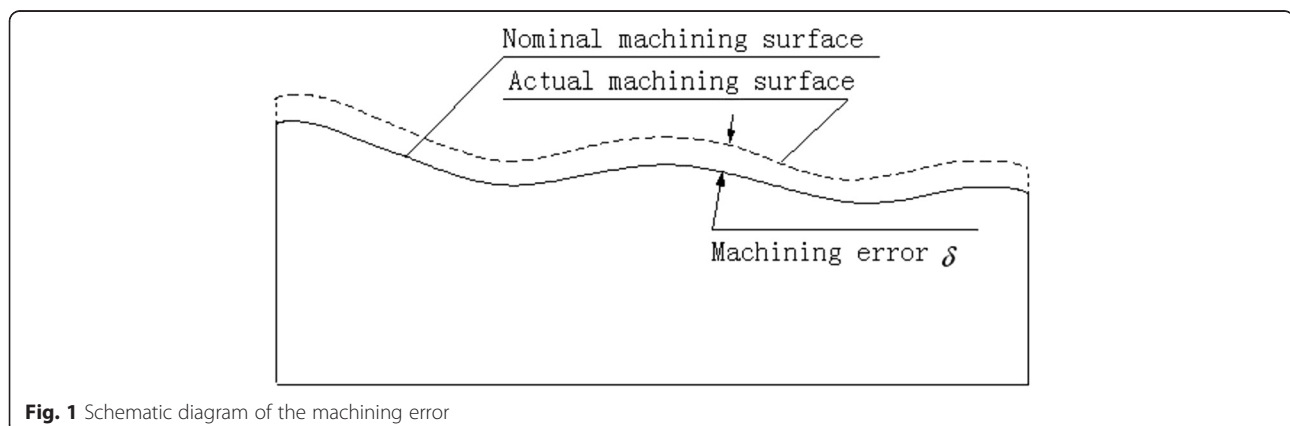 Nominal machining surface
Actual machining surface
Machining error δ
Fig. 1 Schematic diagram of the machining error